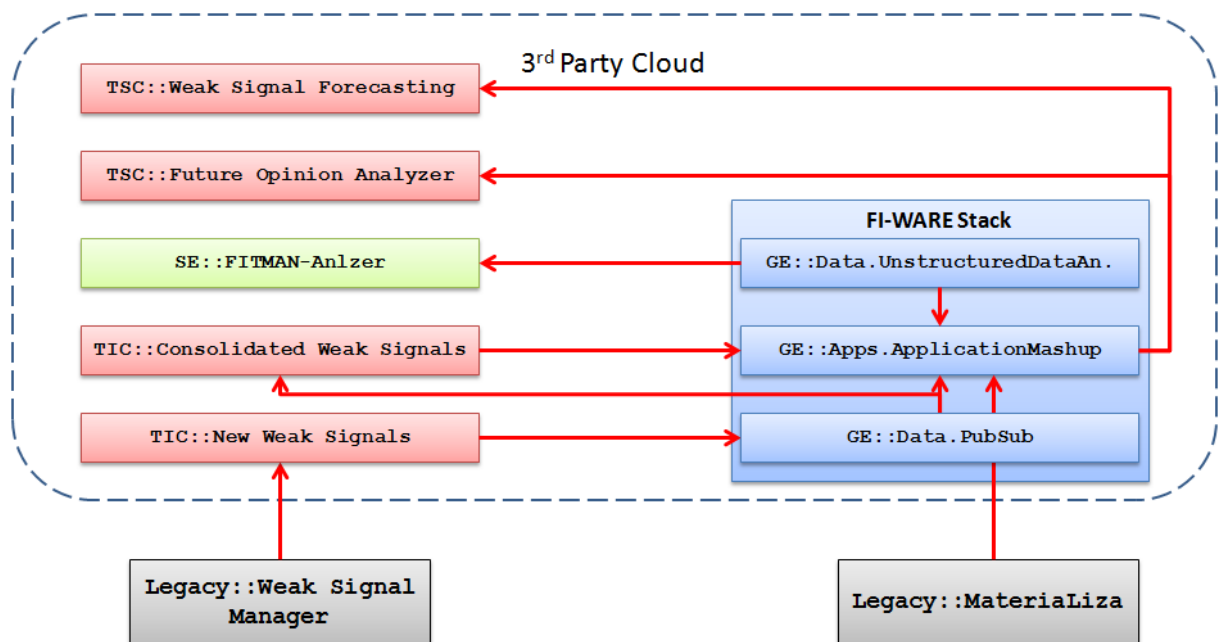 3rd Party Cloud
TSC::Weak Signal Forecasting
TSC::Future Opinion Analyzer
FI-WARE Stack
SE::FITMAN-Anlzer
GE::Data.UnstructuredDataAn.
TIC::Consolidated Weak Signals
GE::Apps.ApplicationMashup
TIC::New Weak Signals
GE::Data.PubSub
Legacy::Weak Signal
Manager
Legacy::MateriaLiza